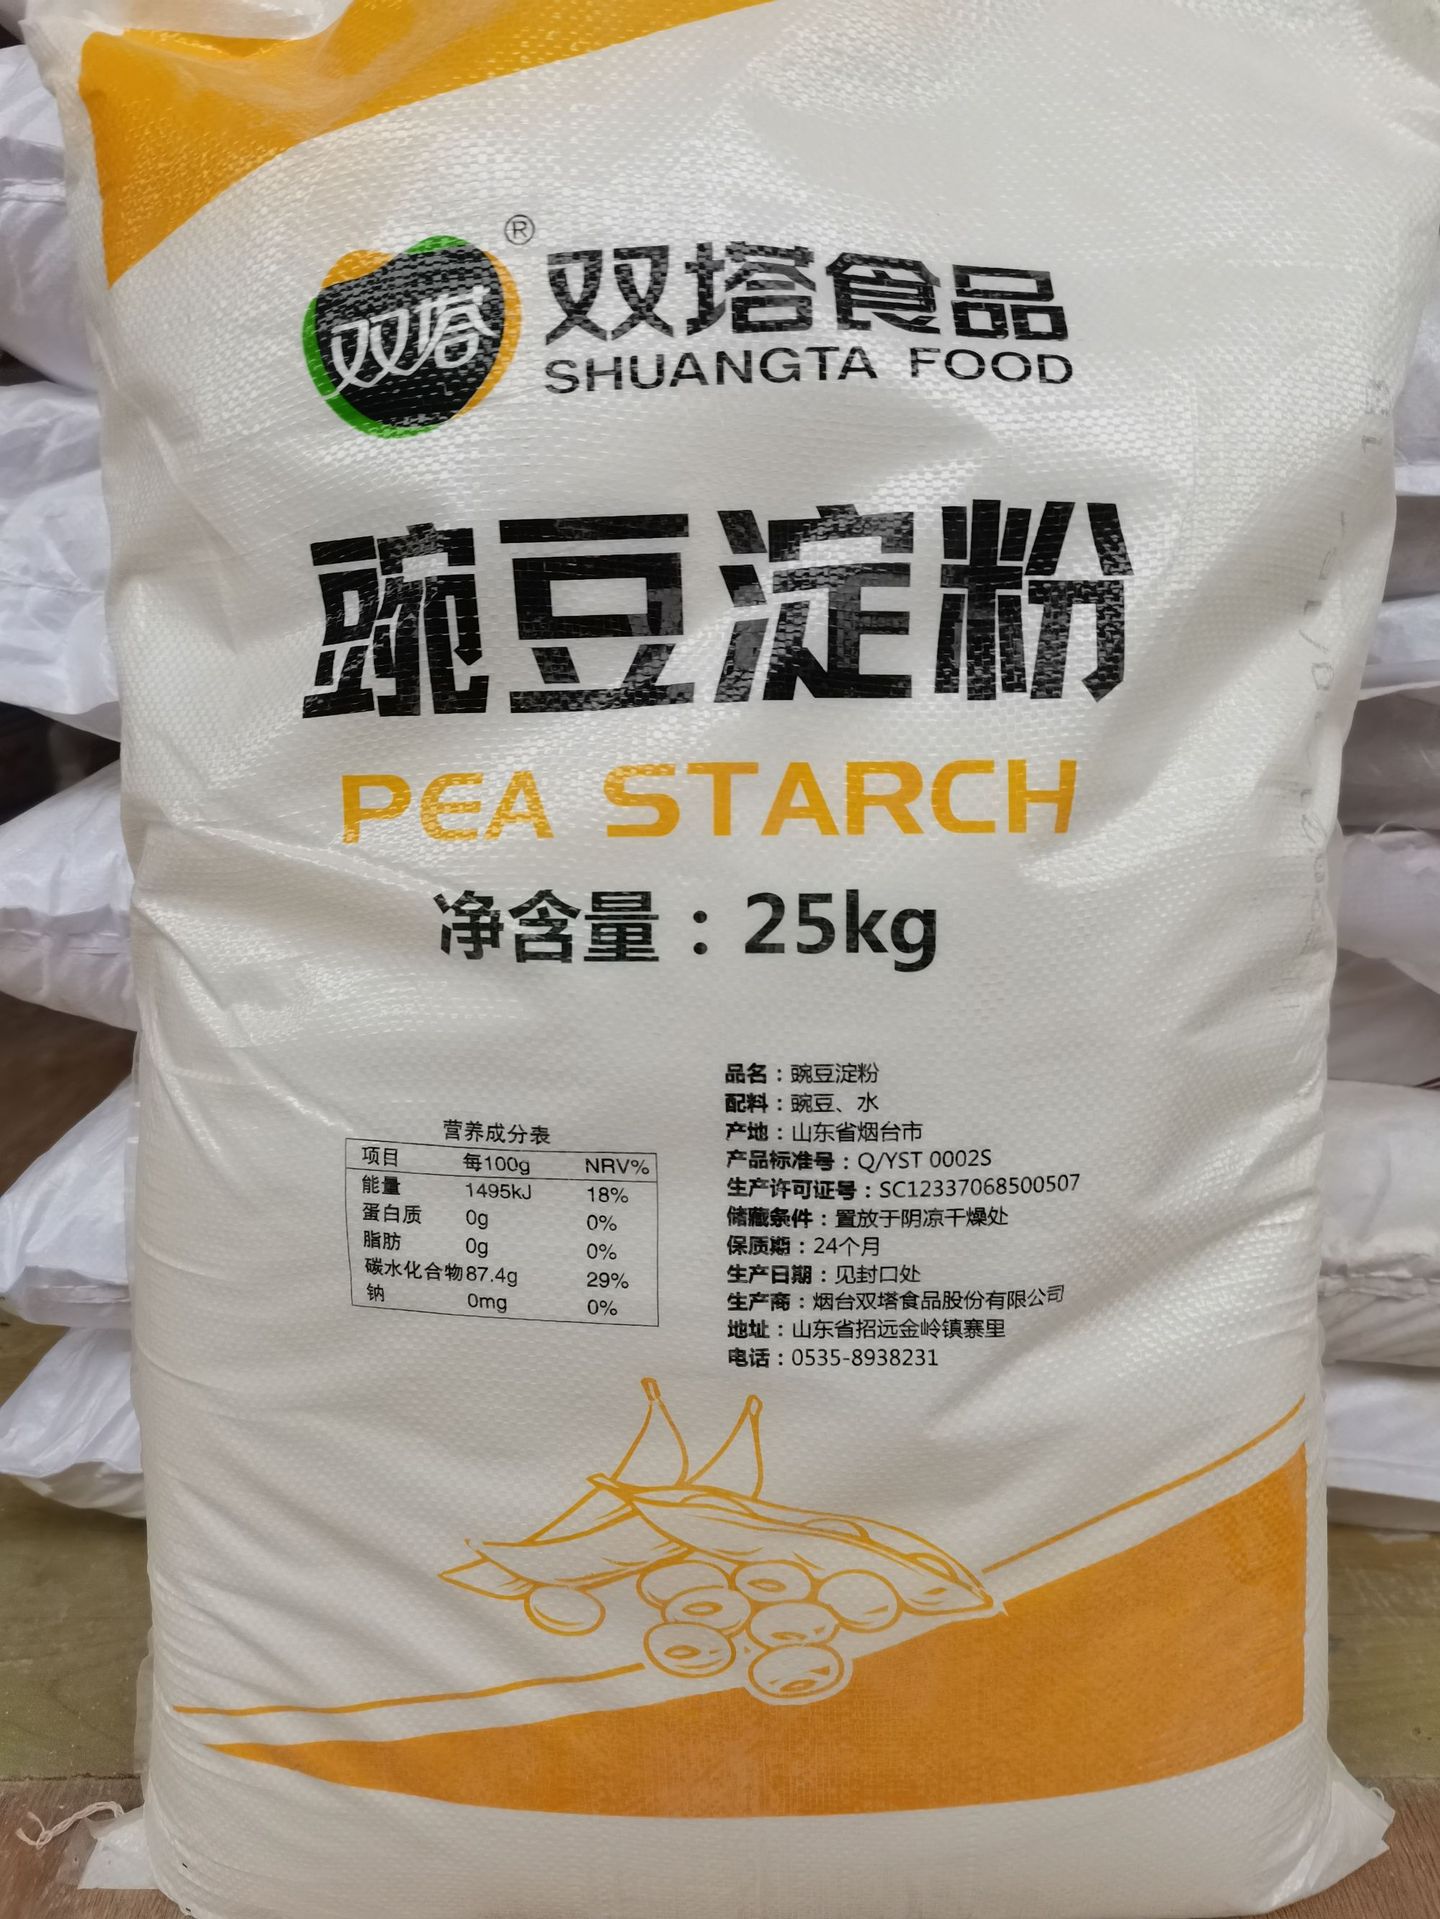 双塔
®
双塔食品
SHUANGTA FOOD
豌豆淀粉
PEA STARCH
净含量：25kg
营养成分表
项目 每100g NRV%
能量 1495kJ 18%
蛋白质 0g 0%
脂肪 0g 0%
碳水化合物 87.4g 29%
钠 0mg 0%
品名：豌豆淀粉
配料：豌豆、水
产地：山东省烟台市
产品标准号：Q/YST 0002S
生产许可证号：SC12337068500507
储藏条件：置放于阴凉干燥处
保质期：24个月
生产日期：见封口处
生产商：烟台双塔食品股份有限公司
地址：山东省招远金岭镇寨里
电话：0535-8938231